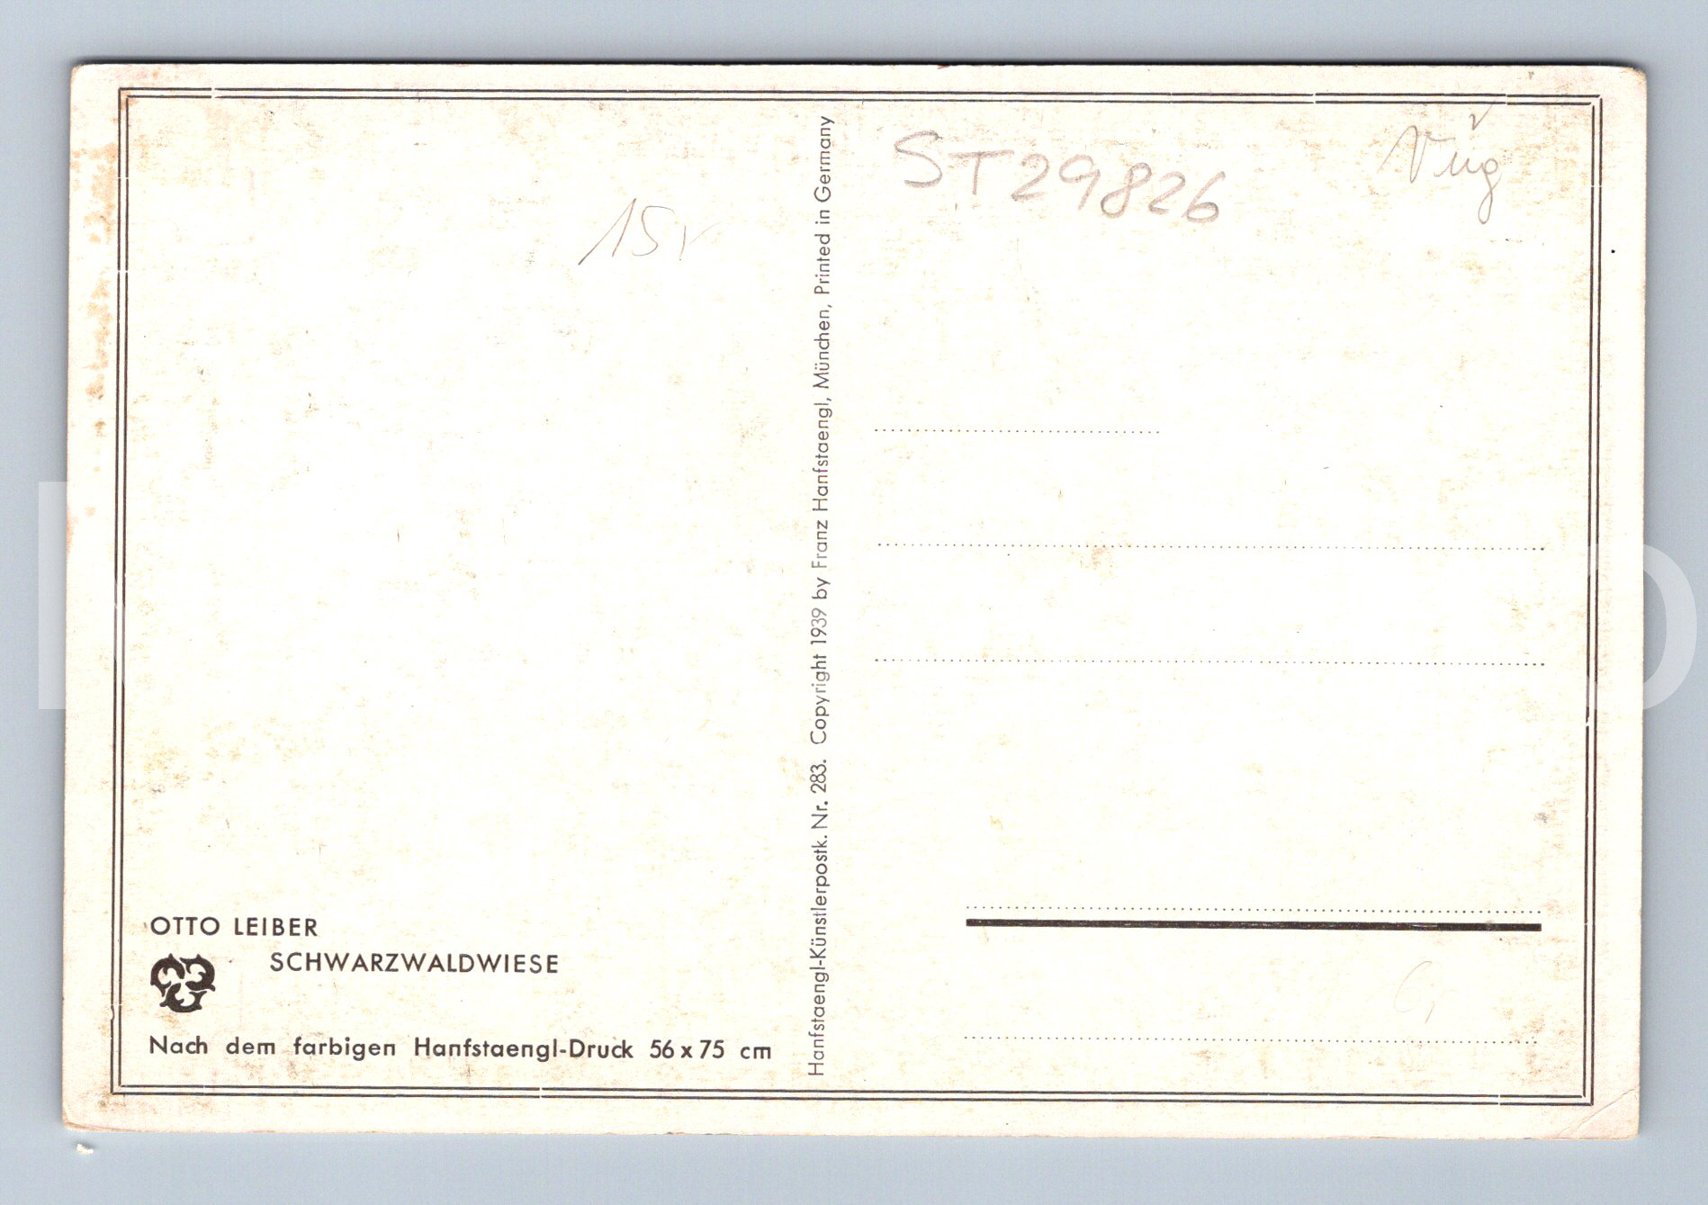 ST29826
15
Hanfstaengl-Künstlerpostk. Nr. 283. Copyright 1939 by Franz Hanfstaengl, München, Printed in Germany
OTTO LEIBER
SCHWARZWALDWIESE
Nach dem farbigen Hanfstaengl-Druck 56 x 75 cm